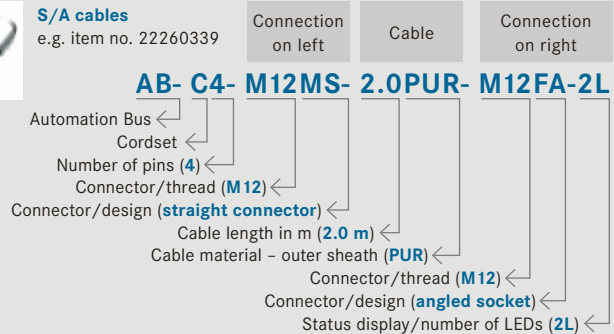 S/A cables
e.g. item no. 22260339
Connection
on left
Cable
Connection
on right
AB- C4- M12MS- 2.0PUR- M12FA-2L
Automation Bus
Cordset
Number of pins (4)
Connector/thread (M12)
Connector/design (straight connector)
Cable length in m (2.0 m)
Cable material – outer sheath (PUR)
Connector/thread (M12)
Connector/design (angled socket)
Status display/number of LEDs (2L)